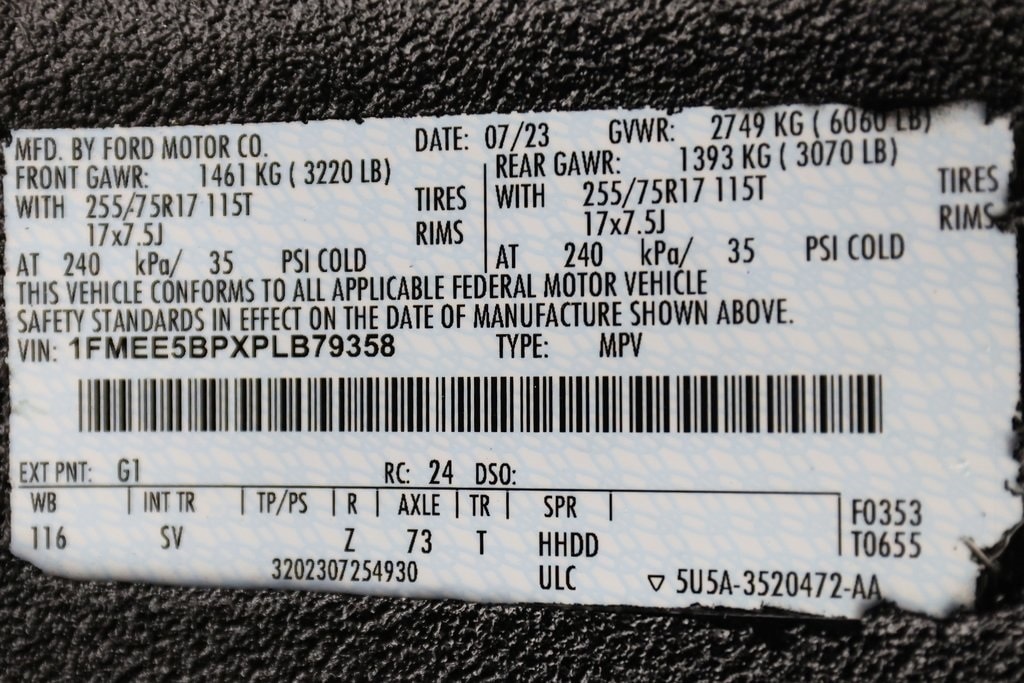 MFD. BY FORD MOTOR CO. DATE: 07/23 GVWR: 2749 KG ( 6060 LB)
FRONT GAWR: 1461 KG ( 3220 LB) REAR GAWR: 1393 KG ( 3070 LB)
WITH 255/75R17 115T TIRES WITH 255/75R17 115T TIRES
17x7.5J RIMS 17x7.5J RIMS
AT 240 kPa/ 35 PSI COLD AT 240 kPa/ 35 PSI COLD
THIS VEHICLE CONFORMS TO ALL APPLICABLE FEDERAL MOTOR VEHICLE
SAFETY STANDARDS IN EFFECT ON THE DATE OF MANUFACTURE SHOWN ABOVE.
VIN: 1FMEE5BPXPLB79358 TYPE: MPV
EXT PNT: G1 RC: 24 DSO:
WB INT TR TP/PS R AXLE TR SPR F0353
116 SV Z 73 T HHDD T0655
3202307254930 ULC ▽ 5U5A-3520472-AA